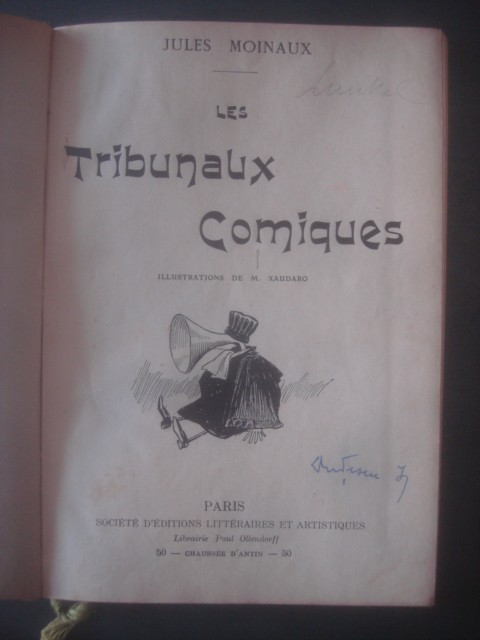 JULES MOINAUX
LES
Tribunaux
Comiques
ILLUSTRATIONS DE M. XAUDARO
PARIS
SOCIÉTÉ D'ÉDITIONS LITTÉRAIRES ET ARTISTIQUES
Librairie Paul Ollendorff
50 — CHAUSSÉE D'ANTIN — 50